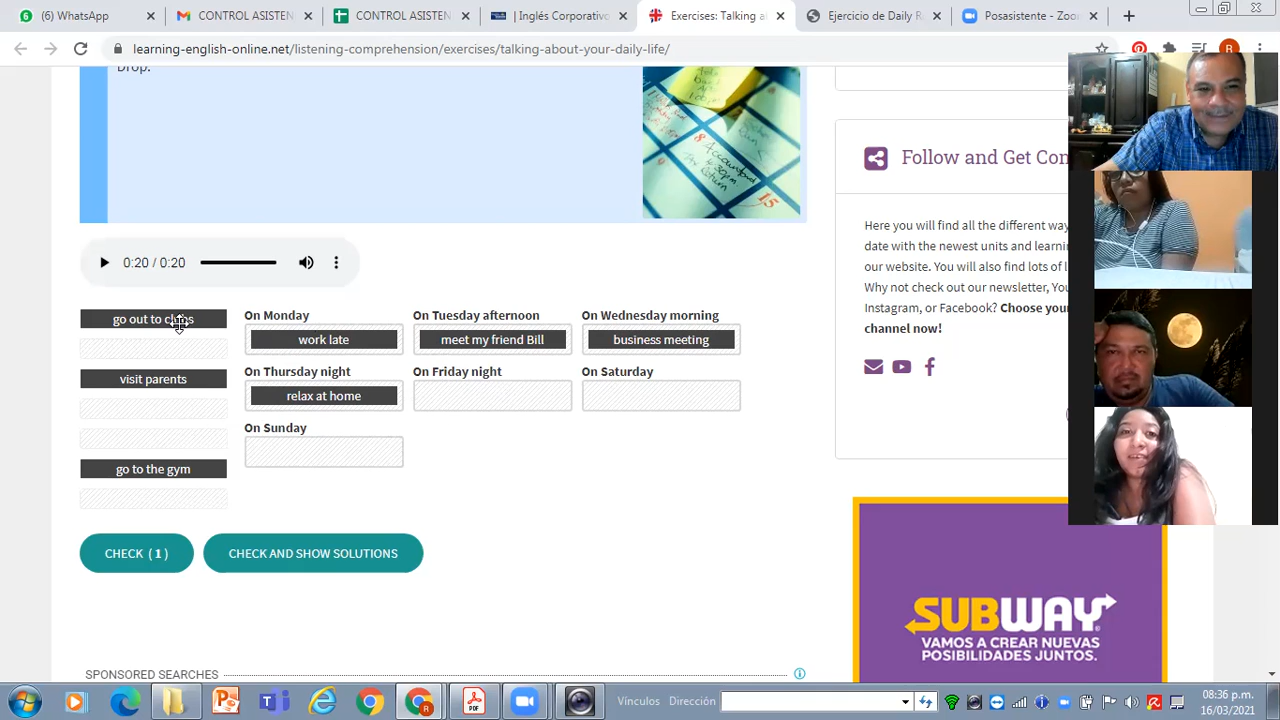 (6) WhatsApp
CONTROL ASISTEN
CONTROL ASISTEN
| Inglés Corporativo
Exercises: Talking a
Ejercicio de Daily R
Posasistente - Zoo
learning-english-online.net/listening-comprehension/exercises/talking-about-your-daily-life/
R
Drop.
Follow and Get Con
Here you will find all the different way
date with the newest units and learnin
our website. You will also find lots of l
Why not check out our newsletter, You
Instagram, or Facebook? Choose your
channel now!
0:20 / 0:20
go out to clubs
visit parents
go to the gym
On Monday
work late
On Tuesday afternoon
meet my friend Bill
On Wednesday morning
business meeting
On Thursday night
relax at home
On Friday night
On Saturday
On Sunday
CHECK ( 1 )
CHECK AND SHOW SOLUTIONS
SUBWAY
VAMOS A CREAR NUEVAS
POSIBILIDADES JUNTOS.
SPONSORED SEARCHES
Vínculos
Dirección
08:36 p.m.
16/03/2021